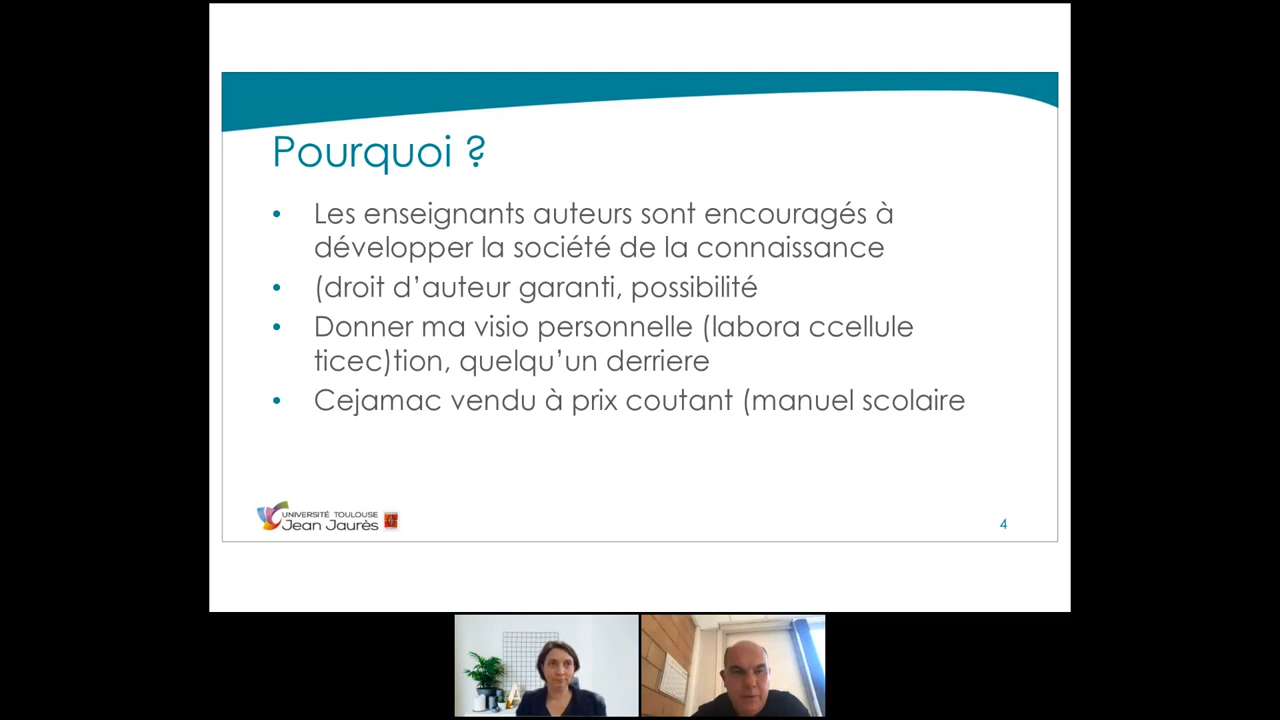 Pourquoi ?
• Les enseignants auteurs sont encouragés à
développer la société de la connaissance
• (droit d’auteur garanti, possibilité
• Donner ma visio personnelle (labora ccellule
ticec)tion, quelqu’un derriere
• Cejamac vendu à prix coutant (manuel scolaire
UNIVERSITÉ TOULOUSE
Jean Jaurès
4